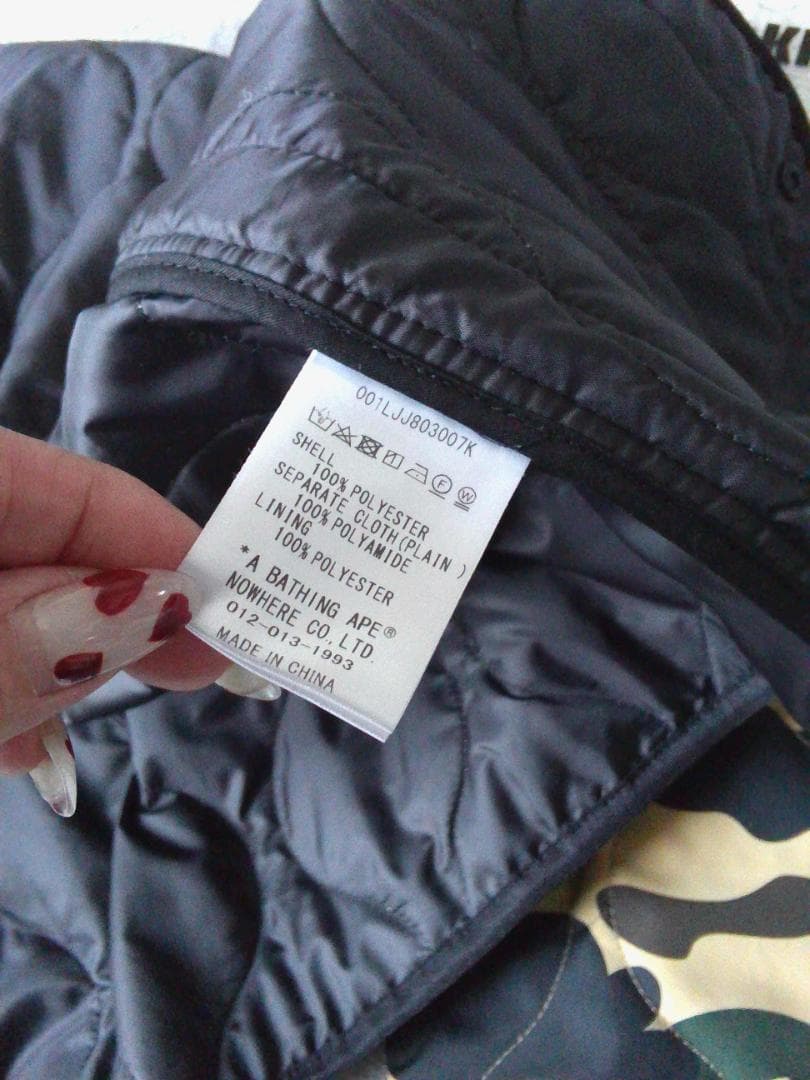 001LJJ803007K
SHELL
100% POLYESTER
SEPARATE CLOTH(PLAIN )
100% POLYAMIDE
LINING
100% POLYESTER
* A BATHING APE®
NOWHERE CO., LTD.
012-013-1993
MADE IN CHINA